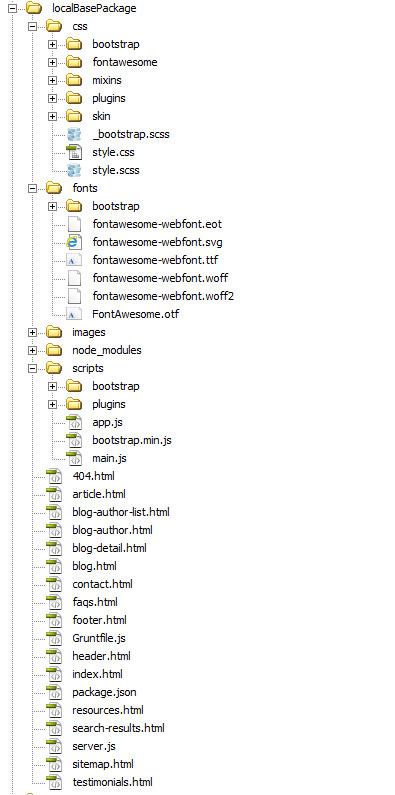 localBasePackage
css
bootstrap
fontawesome
mixins
plugins
skin
_bootstrap.scss
style.css
style.scss
fonts
bootstrap
fontawesome-webfont.eot
fontawesome-webfont.svg
fontawesome-webfont.ttf
fontawesome-webfont.woff
fontawesome-webfont.woff2
FontAwesome.otf
images
node_modules
scripts
bootstrap
plugins
app.js
bootstrap.min.js
main.js
404.html
article.html
blog-author-list.html
blog-author.html
blog-detail.html
blog.html
contact.html
faqs.html
footer.html
Gruntfile.js
header.html
index.html
package.json
resources.html
search-results.html
server.js
sitemap.html
testimonials.html